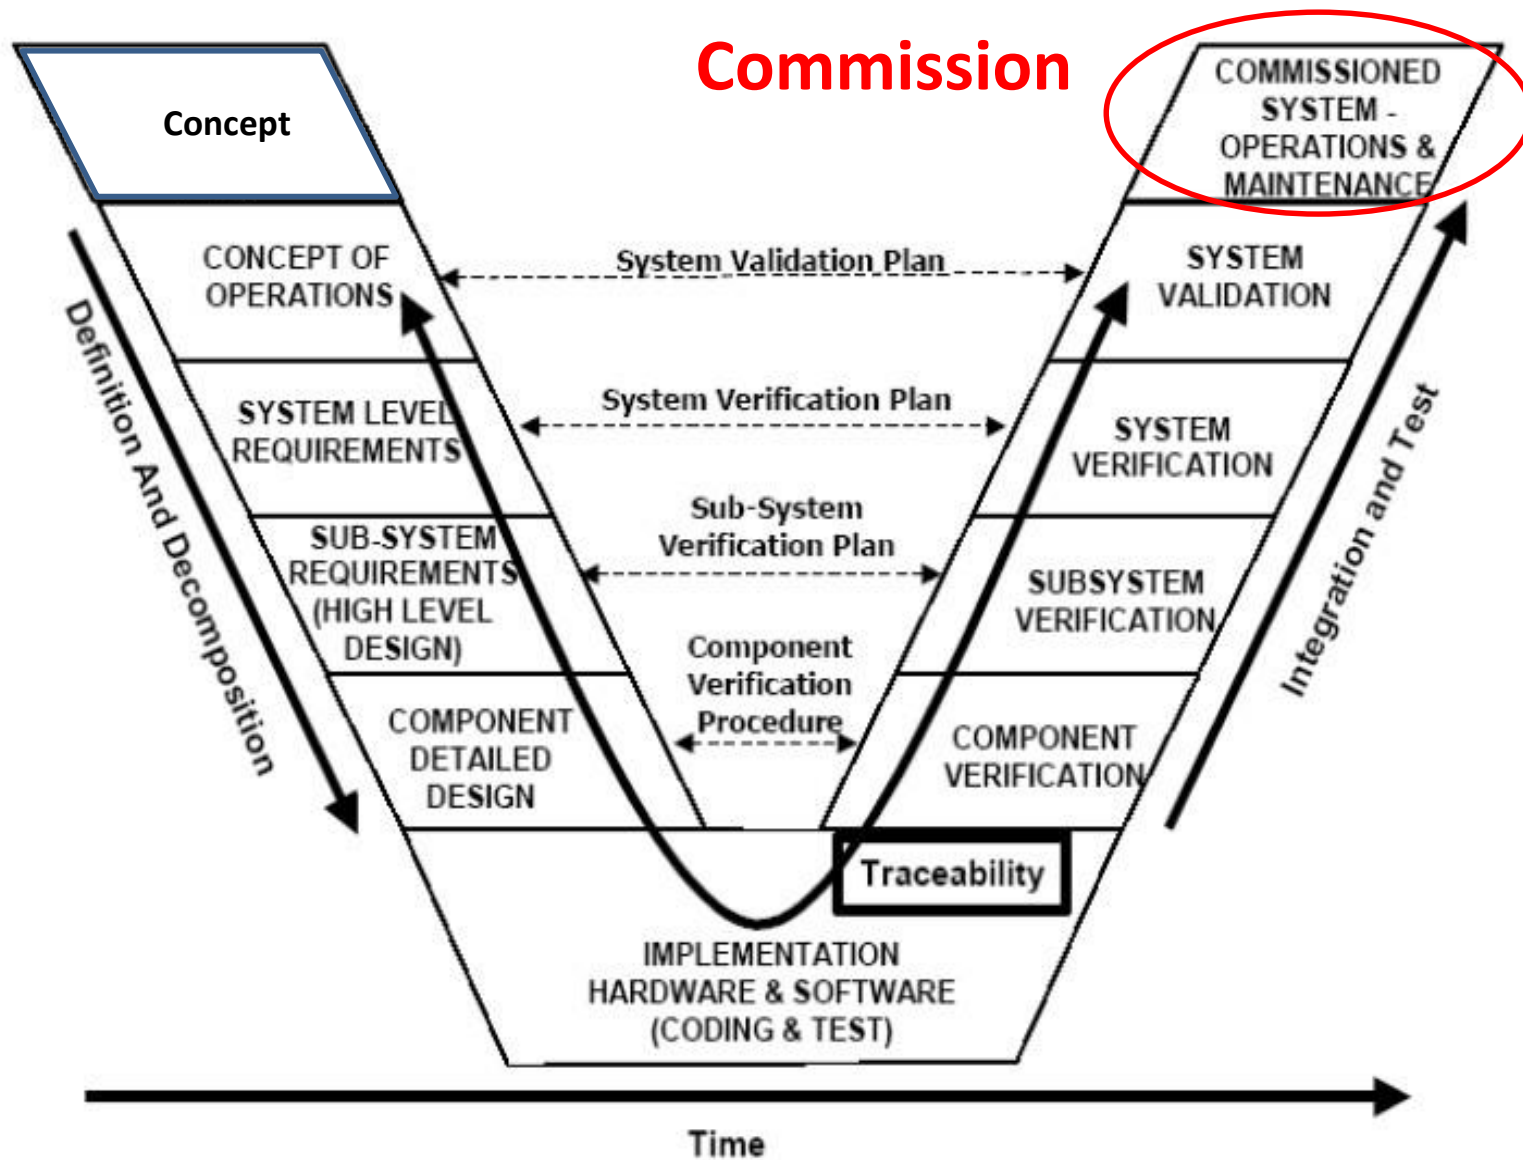 Commission
Concept
COMMISSIONED
SYSTEM -
OPERATIONS &
MAINTENANCE
CONCEPT OF
OPERATIONS
System Validation Plan
SYSTEM
VALIDATION
Definition And Decomposition
SYSTEM LEVEL
REQUIREMENTS
System Verification Plan
SYSTEM
VERIFICATION
Integration and Test
SUB-SYSTEM
REQUIREMENTS
(HIGH LEVEL
DESIGN)
Sub-System
Verification Plan
SUBSYSTEM
VERIFICATION
COMPONENT
DETAILED
DESIGN
Component
Verification
Procedure
COMPONENT
VERIFICATION
Traceability
IMPLEMENTATION
HARDWARE & SOFTWARE
(CODING & TEST)
Time